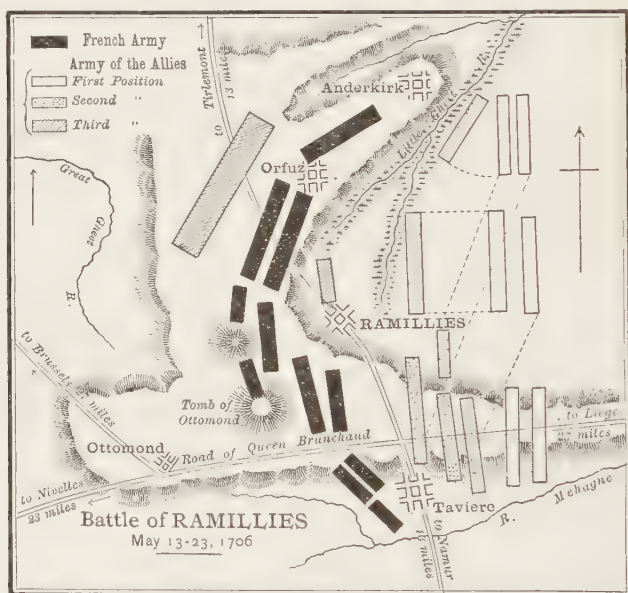 French Army
Army of the Allies
First Position
Second "
Third "
to
Tirlemont
13 miles
Anderkirk
Little Gheet R.
Little
Orfuz
Great
Gheet
R.
RAMILLIES
to Brussels
miles
Tomb of
Ottomond
Ottomond
Road of Queen Brunchaud
to Liege
miles
to Nivelles
23 miles
Taviere
R. Mehagne
to Namur
miles
Battle of RAMILLIES
May 13-23, 1706